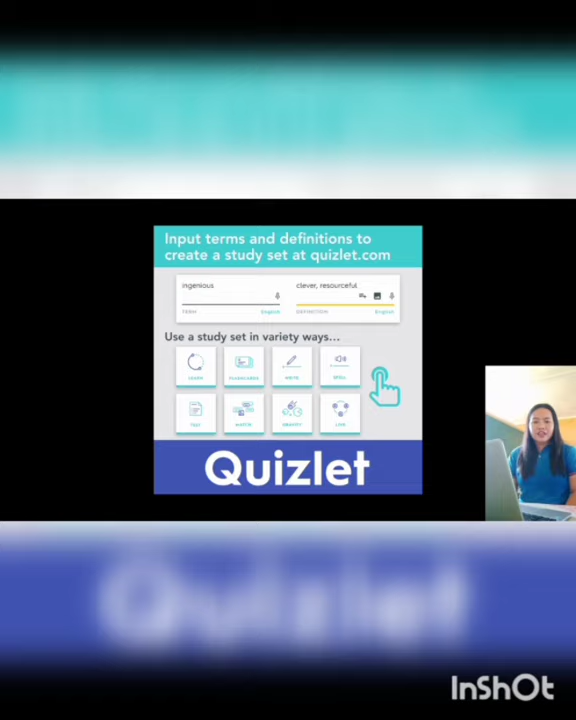 Input terms and definitions to
create a study set at quizlet.com
ingenious
clever, resourceful
TERM
English
DEFINITION
English
Use a study set in variety ways...
LEARN
FLASHCARDS
WRITE
SPELL
TEST
MATCH
GRAVITY
LIVE
Quizlet
Quizlet
InShOt